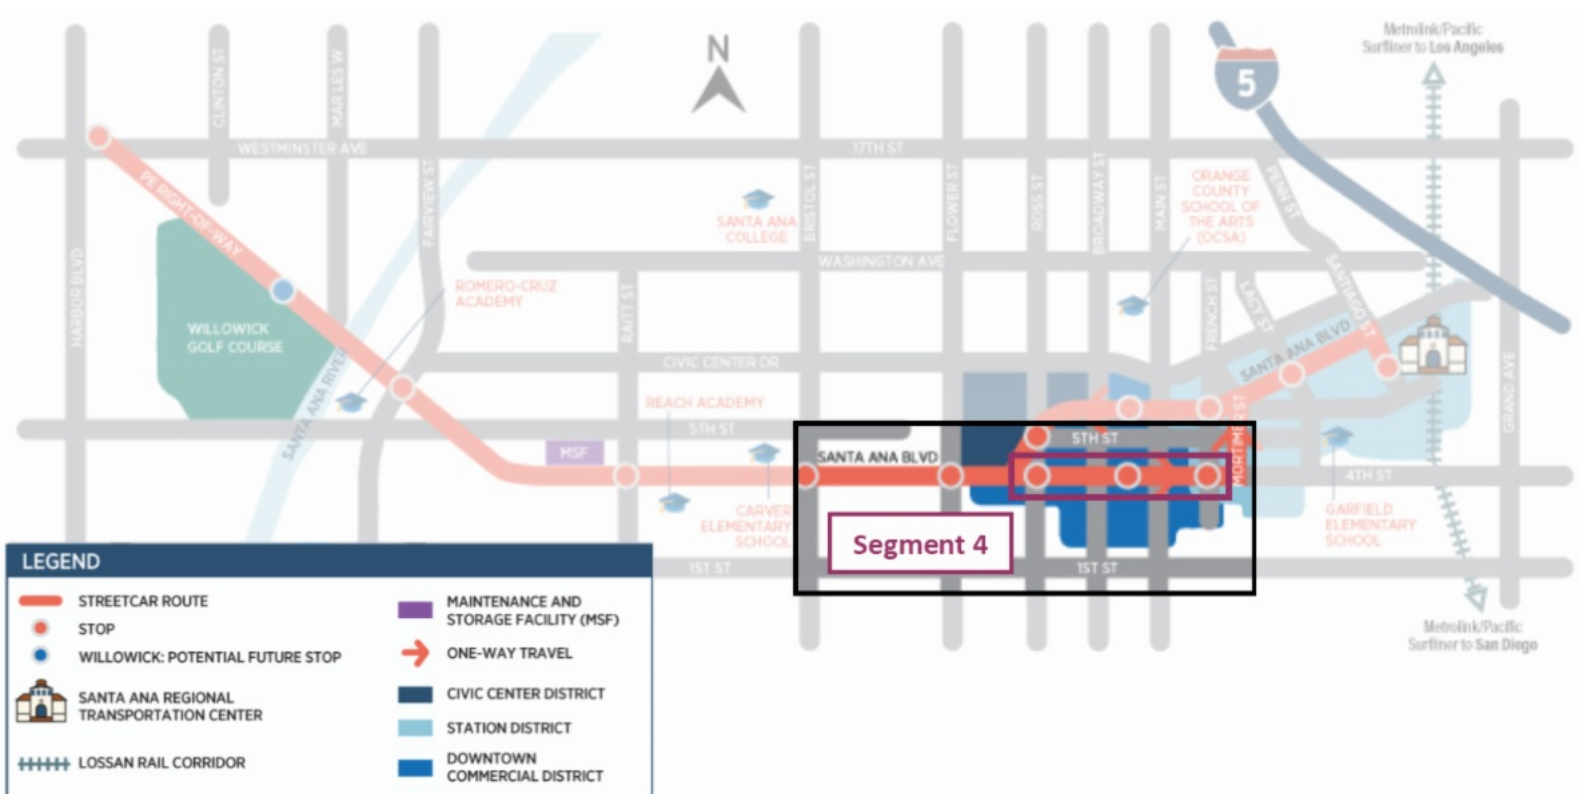 Metrolink/Pacific
Surfliner to Los Angeles
N
5
CLINTON ST
MAR LES W
WESTMINSTER AVE
17TH ST
PE RIGHT-OF-WAY
FAIRVIEW ST
HARBOR BLVD
SANTA ANA
COLLEGE
BRISTOL ST
FLOWER ST
ROSS ST
BROADWAY ST
MAIN ST
ORANGE
COUNTY
SCHOOL OF
THE ARTS
(OCSA)
PENN ST
WASHINGTON AVE
SANTIAGO ST
ROMERO-CRUZ
ACADEMY
RAITT ST
FRENCH ST
LACY ST
WILLOWICK
GOLF COURSE
SANTA ANA RIVER
CIVIC CENTER DR
SANTA ANA BLVD
GRAND AVE
REACH ACADEMY
5TH ST
5TH ST
MORTIMER ST
MSF
SANTA ANA BLVD
4TH ST
CARVER
ELEMENTARY
SCHOOL
GARFIELD
ELEMENTARY
SCHOOL
Segment 4
1ST ST
1ST ST
Metrolink/Pacific
Surfliner to San Diego
LEGEND
STREETCAR ROUTE
STOP
WILLOWICK: POTENTIAL FUTURE STOP
SANTA ANA REGIONAL
TRANSPORTATION CENTER
LOSSAN RAIL CORRIDOR
MAINTENANCE AND
STORAGE FACILITY (MSF)
ONE-WAY TRAVEL
CIVIC CENTER DISTRICT
STATION DISTRICT
DOWNTOWN
COMMERCIAL DISTRICT